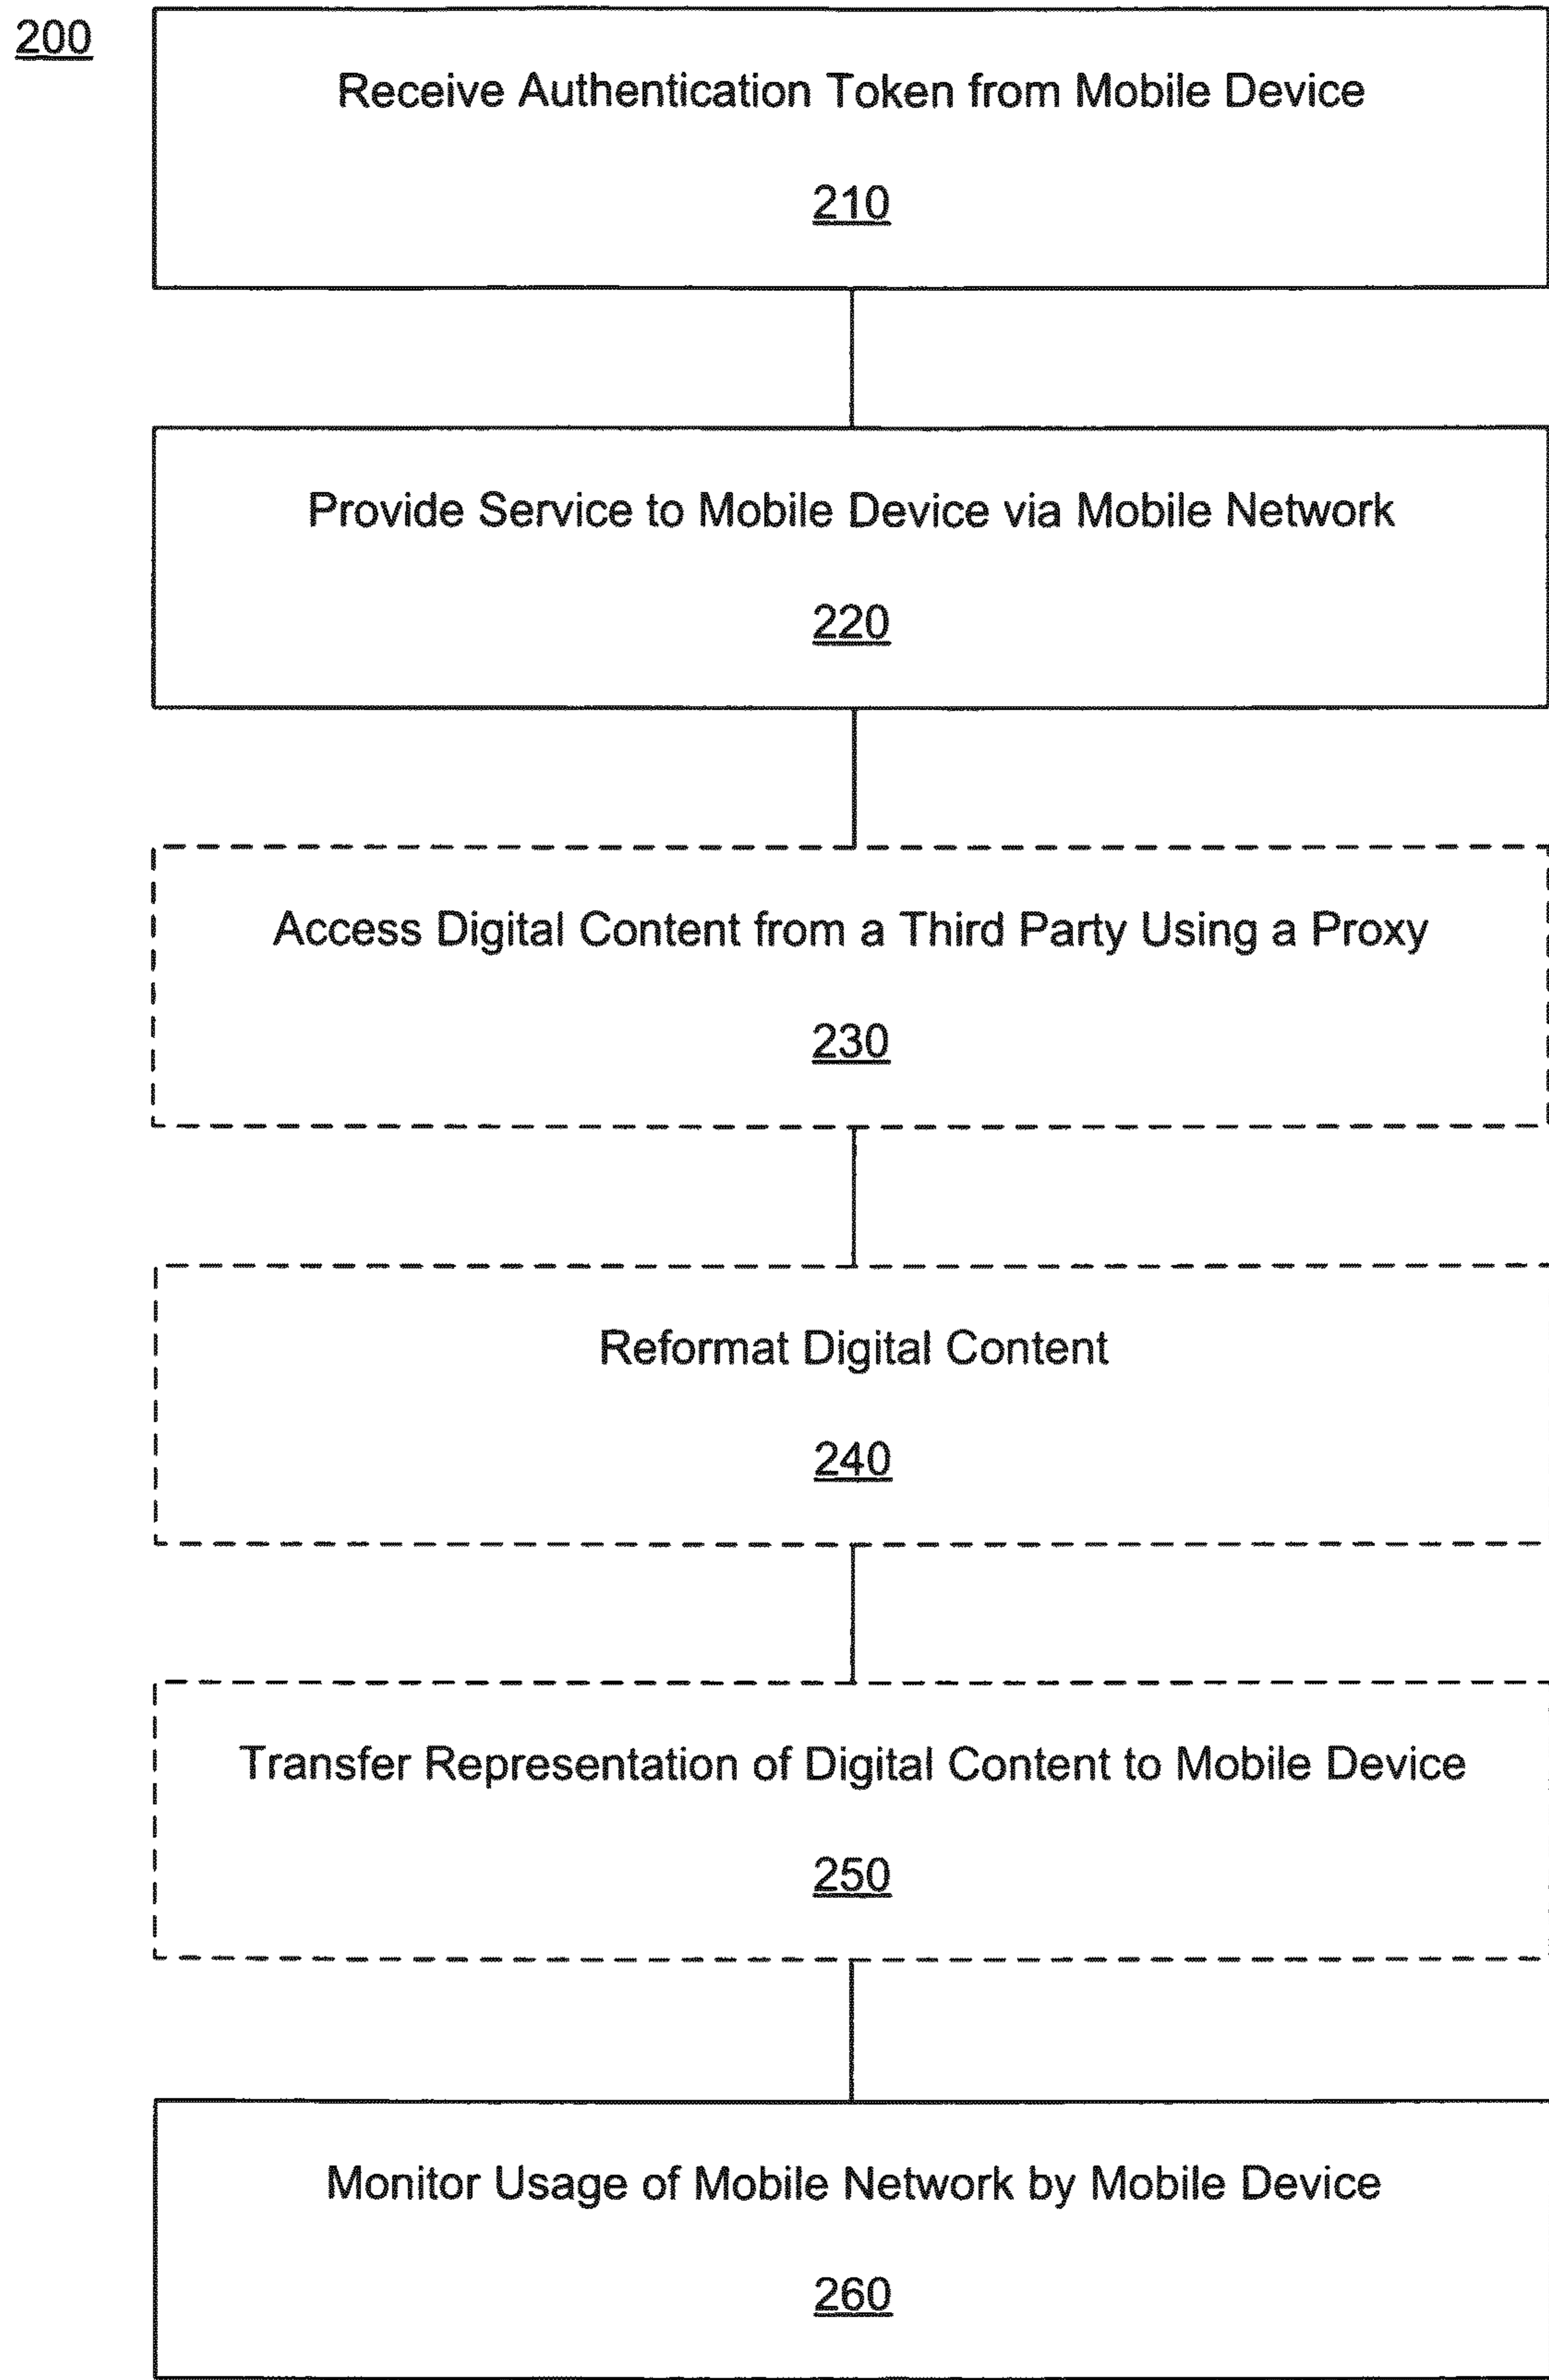 200
Receive Authentication Token from Mobile Device
210
Provide Service to Mobile Device via Mobile Network
220
Access Digital Content from a Third Party Using a Proxy
230
Reformat Digital Content
240
Transfer Representation of Digital Content to Mobile Device
250
Monitor Usage of Mobile Network by Mobile Device
260